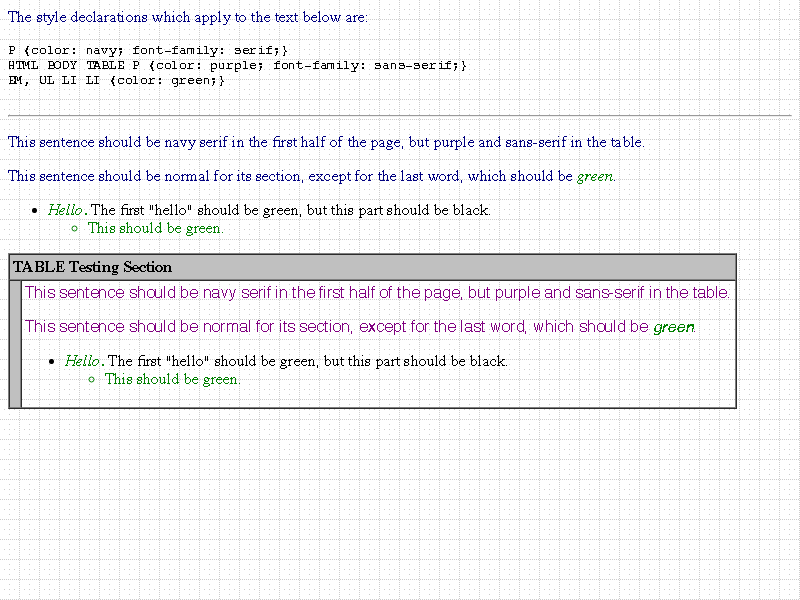 The style declarations which apply to the text below are:
P {color: navy; font-family: serif;}
HTML BODY TABLE P {color: purple; font-family: sans-serif;}
EM, UL LI LI {color: green;}
This sentence should be navy serif in the first half of the page, but purple and sans-serif in the table.
This sentence should be normal for its section, except for the last word, which should be green.
Hello. The first "hello" should be green, but this part should be black.
This should be green.
TABLE Testing Section
This sentence should be navy serif in the first half of the page, but purple and sans-serif in the table.
This sentence should be normal for its section, except for the last word, which should be green.
Hello. The first "hello" should be green, but this part should be black.
This should be green.